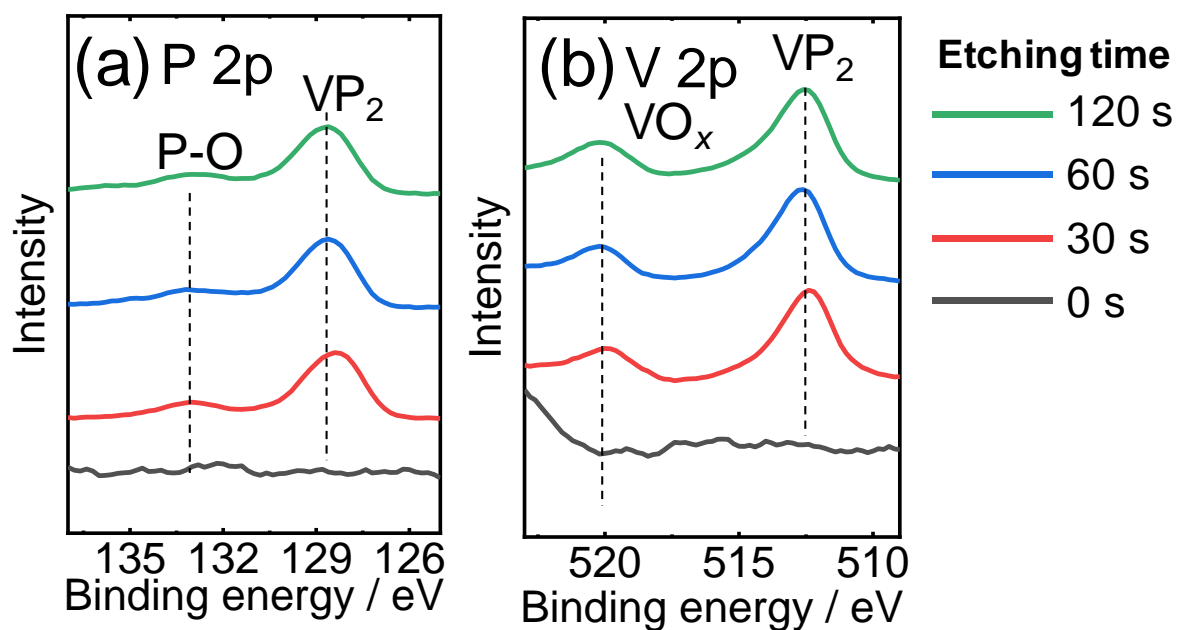 (a) P 2p
VP₂
P-O
Intensity
135 132 129 126
Binding energy / eV
(b) V 2p
VP₂
VOₓ
Intensity
520 515 510
Binding energy / eV
Etching time
120 s
60 s
30 s
0 s